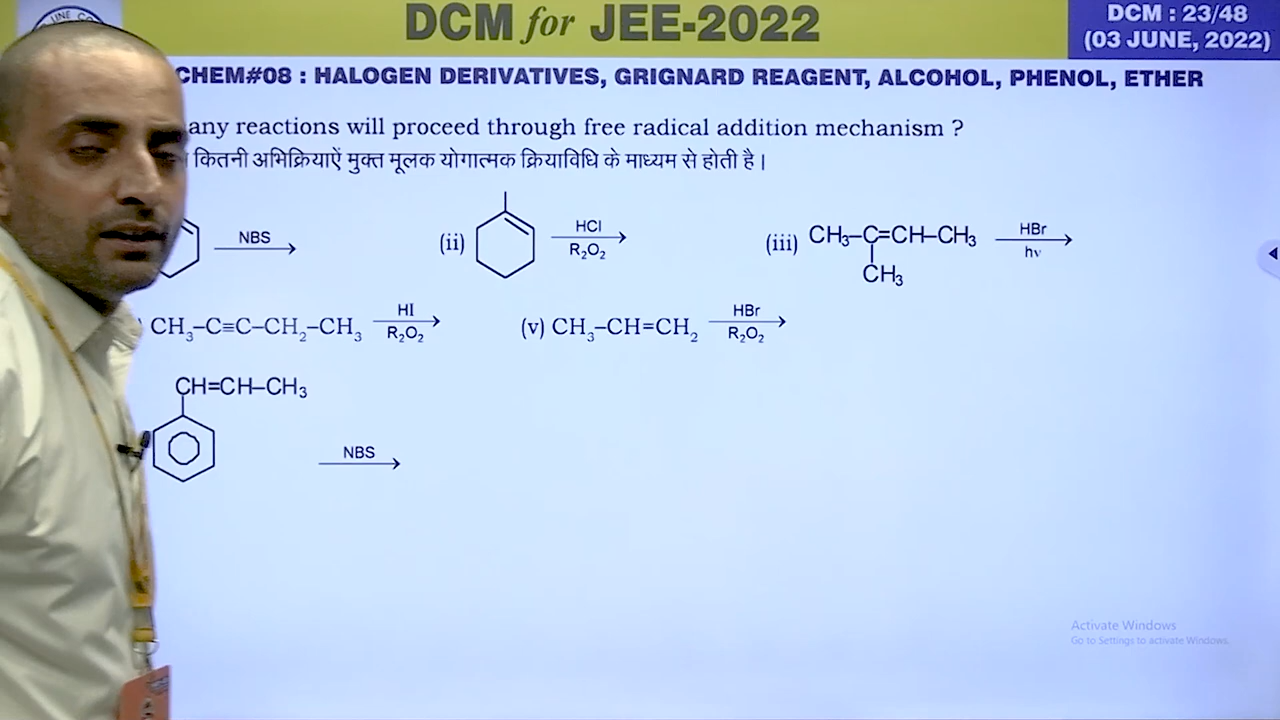 DCM for JEE-2022
DCM : 23/48
(03 JUNE, 2022)
CHEM#08 : HALOGEN DERIVATIVES, GRIGNARD REAGENT, ALCOHOL, PHENOL, ETHER
any reactions will proceed through free radical addition mechanism ?
कितनी अभिक्रियाऐं मुक्त मूलक योगात्मक क्रियाविधि के माध्यम से होती है।
NBS
(ii) HCl
R₂O₂
(iii) CH₃–C=CH–CH₃ HBr
hν
CH₃
CH₃–C≡C–CH₂–CH₃ HI
R₂O₂
(v) CH₃–CH=CH₂ HBr
R₂O₂
CH=CH–CH₃
NBS
Activate Windows
Go to Settings to activate Windows.